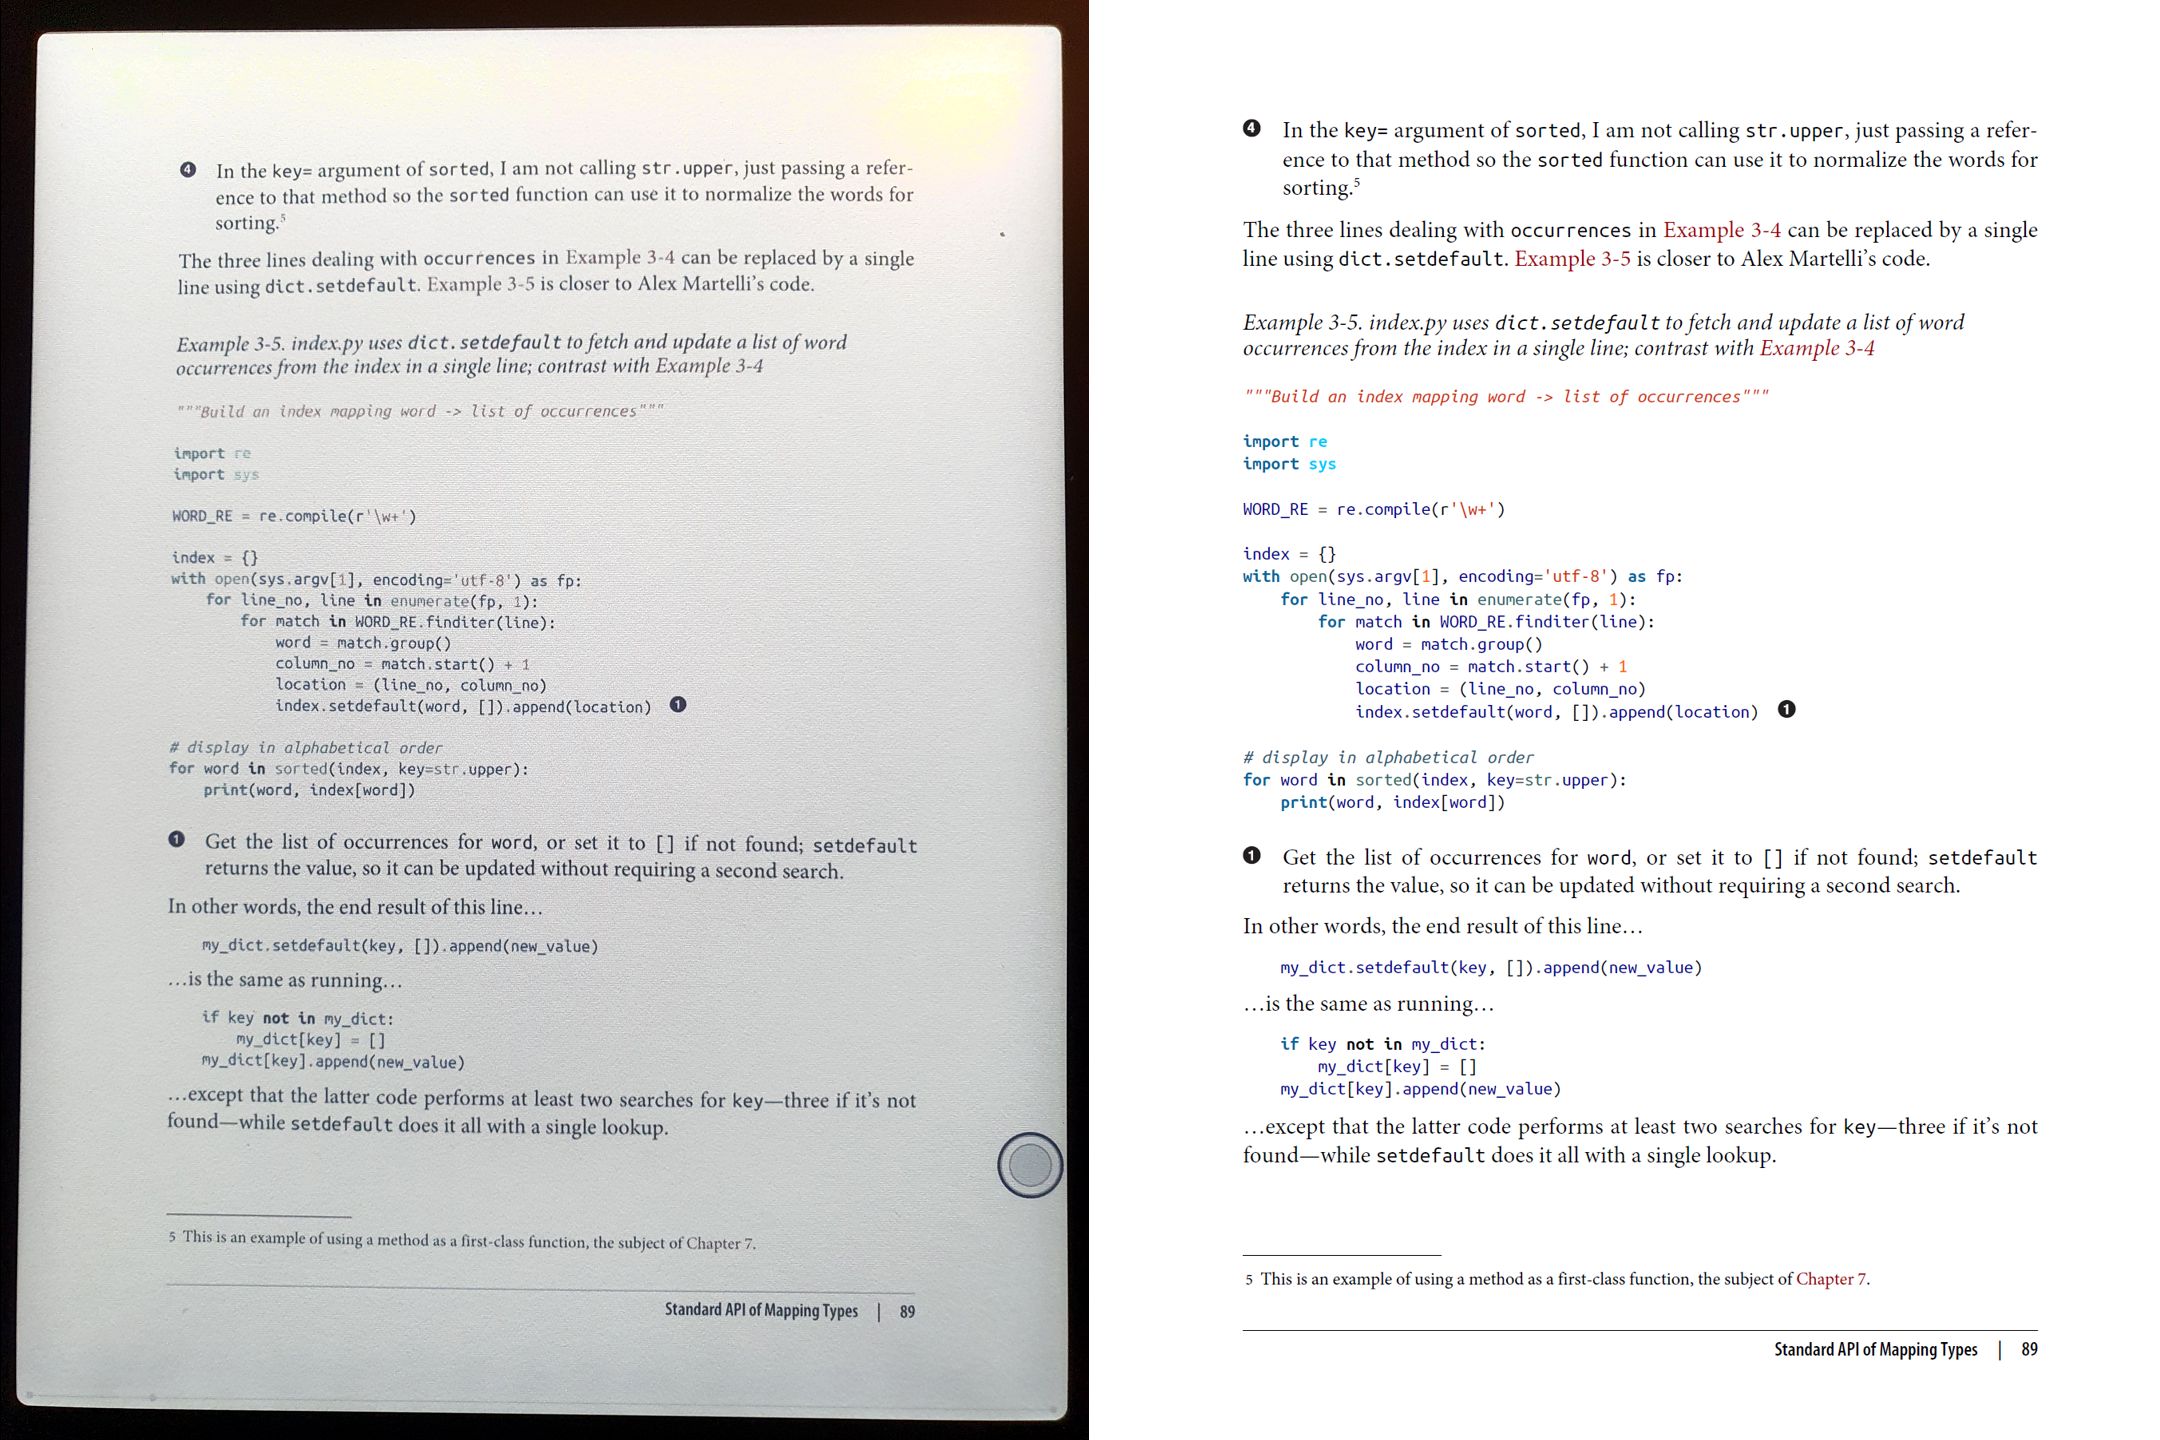 ❹ In the key= argument of sorted, I am not calling str.upper, just passing a refer-
ence to that method so the sorted function can use it to normalize the words for
sorting.5
The three lines dealing with occurrences in Example 3-4 can be replaced by a single
line using dict.setdefault. Example 3-5 is closer to Alex Martelli’s code.
Example 3-5. index.py uses dict.setdefault to fetch and update a list of word
occurrences from the index in a single line; contrast with Example 3-4
"""Build an index mapping word -> list of occurrences"""
import re
import sys
WORD_RE = re.compile(r'\w+')
index = {}
with open(sys.argv[1], encoding='utf-8') as fp:
    for line_no, line in enumerate(fp, 1):
        for match in WORD_RE.finditer(line):
            word = match.group()
            column_no = match.start() + 1
            location = (line_no, column_no)
            index.setdefault(word, []).append(location) ❶
# display in alphabetical order
for word in sorted(index, key=str.upper):
    print(word, index[word])
❶ Get the list of occurrences for word, or set it to [] if not found; setdefault
returns the value, so it can be updated without requiring a second search.
In other words, the end result of this line…
my_dict.setdefault(key, []).append(new_value)
…is the same as running…
if key not in my_dict:
    my_dict[key] = []
my_dict[key].append(new_value)
…except that the latter code performs at least two searches for key—three if it’s not
found—while setdefault does it all with a single lookup.
5 This is an example of using a method as a first-class function, the subject of Chapter 7.
Standard API of Mapping Types | 89
❹ In the key= argument of sorted, I am not calling str.upper, just passing a refer-
ence to that method so the sorted function can use it to normalize the words for
sorting.5
The three lines dealing with occurrences in Example 3-4 can be replaced by a single
line using dict.setdefault. Example 3-5 is closer to Alex Martelli’s code.
Example 3-5. index.py uses dict.setdefault to fetch and update a list of word
occurrences from the index in a single line; contrast with Example 3-4
"""Build an index mapping word -> list of occurrences"""
import re
import sys
WORD_RE = re.compile(r'\w+')
index = {}
with open(sys.argv[1], encoding='utf-8') as fp:
    for line_no, line in enumerate(fp, 1):
        for match in WORD_RE.finditer(line):
            word = match.group()
            column_no = match.start() + 1
            location = (line_no, column_no)
            index.setdefault(word, []).append(location) ❶
# display in alphabetical order
for word in sorted(index, key=str.upper):
    print(word, index[word])
❶ Get the list of occurrences for word, or set it to [] if not found; setdefault
returns the value, so it can be updated without requiring a second search.
In other words, the end result of this line…
my_dict.setdefault(key, []).append(new_value)
…is the same as running…
if key not in my_dict:
    my_dict[key] = []
my_dict[key].append(new_value)
…except that the latter code performs at least two searches for key—three if it’s not
found—while setdefault does it all with a single lookup.
5 This is an example of using a method as a first-class function, the subject of Chapter 7.
Standard API of Mapping Types | 89